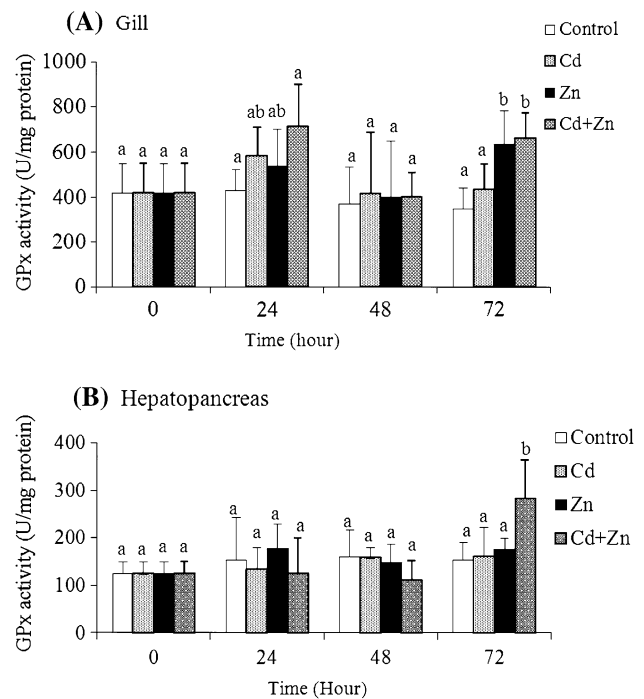 (A) Gill
Control
Cd
Zn
Cd+Zn
GPx activity (U/mg protein)
1000
800
600
400
200
0
a a a a
a ab ab a
a a a a
a a b b
0 24 48 72
Time (hour)
(B) Hepatopancreas
Control
Cd
Zn
Cd+Zn
GPx activity (U/mg protein)
400
300
200
100
0
a a a a
a a a a
a a a a
a a a b
0 24 48 72
Time (Hour)